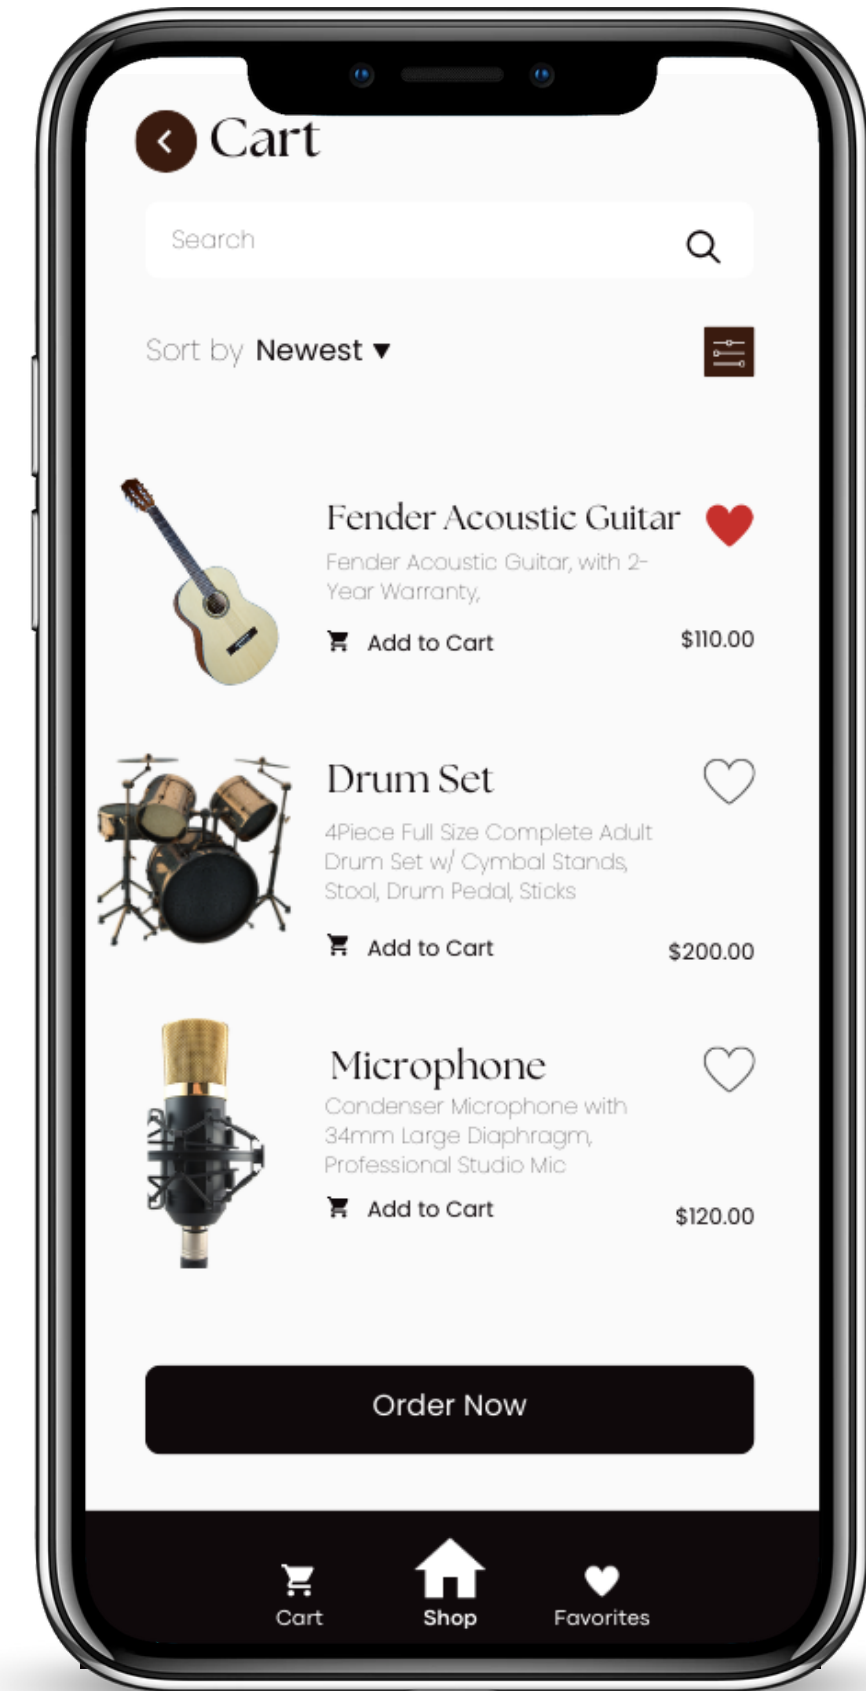 Cart
Search
Sort by Newest ▼
Fender Acoustic Guitar
Fender Acoustic Guitar, with 2-
Year Warranty,
Add to Cart
$110.00
Drum Set
4Piece Full Size Complete Adult
Drum Set w/ Cymbal Stands,
Stool, Drum Pedal, Sticks
Add to Cart
$200.00
Microphone
Condenser Microphone with
34mm Large Diaphragm,
Professional Studio Mic
Add to Cart
$120.00
Order Now
Cart
Shop
Favorites